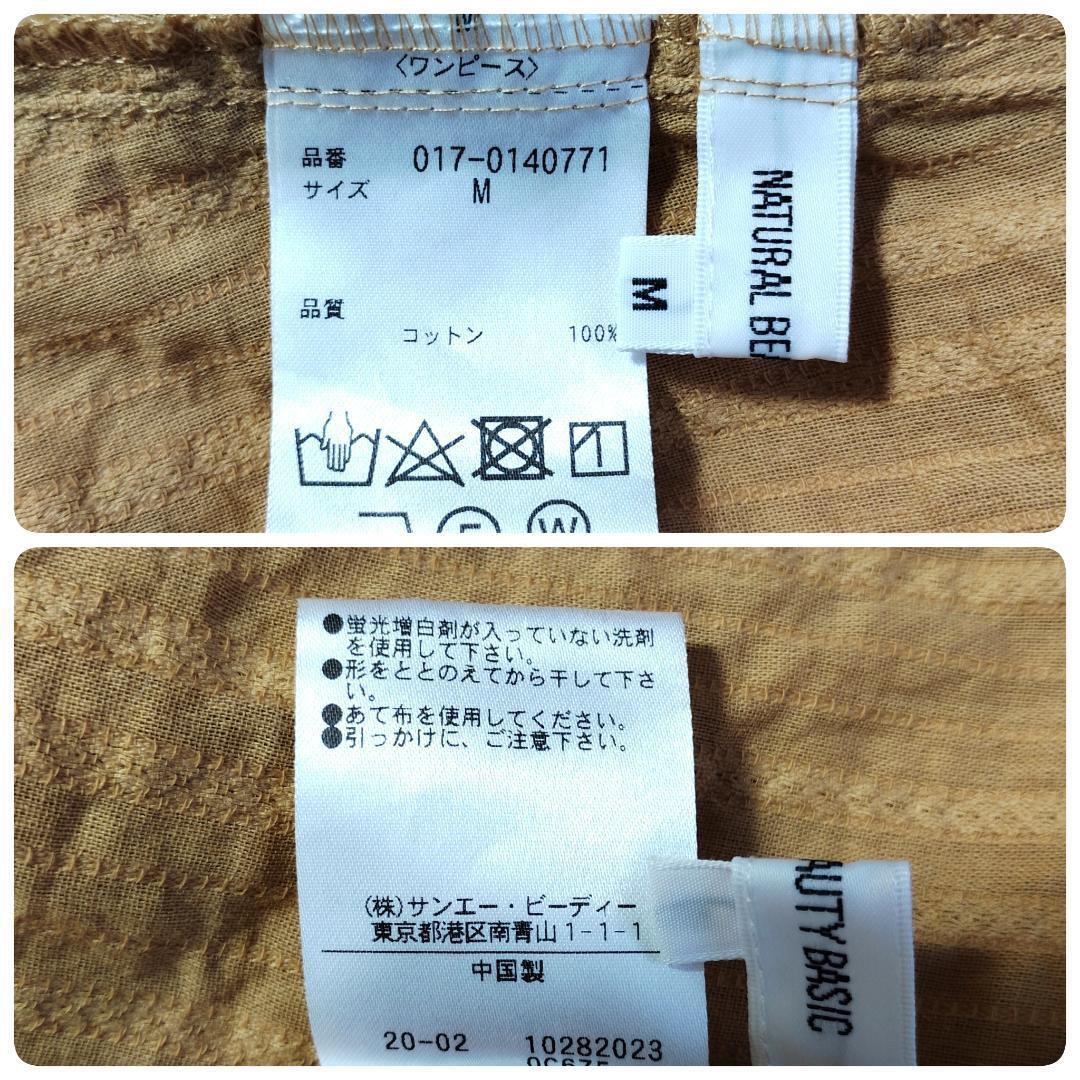 〈ワンピース〉
品番 017-0140771
サイズ M
品質
コットン 100%
M
NATURAL BEA
W
●蛍光増白剤が入っていない洗剤
を使用して下さい。
●形をととのえてから干して下さ
い。
●あて布を使用してください。
●引っかけに、ご注意下さい。
(株)サンエー・ビーディー
東京都港区南青山1-1-1
中国製
20-02 10282023
AUTY BASIC